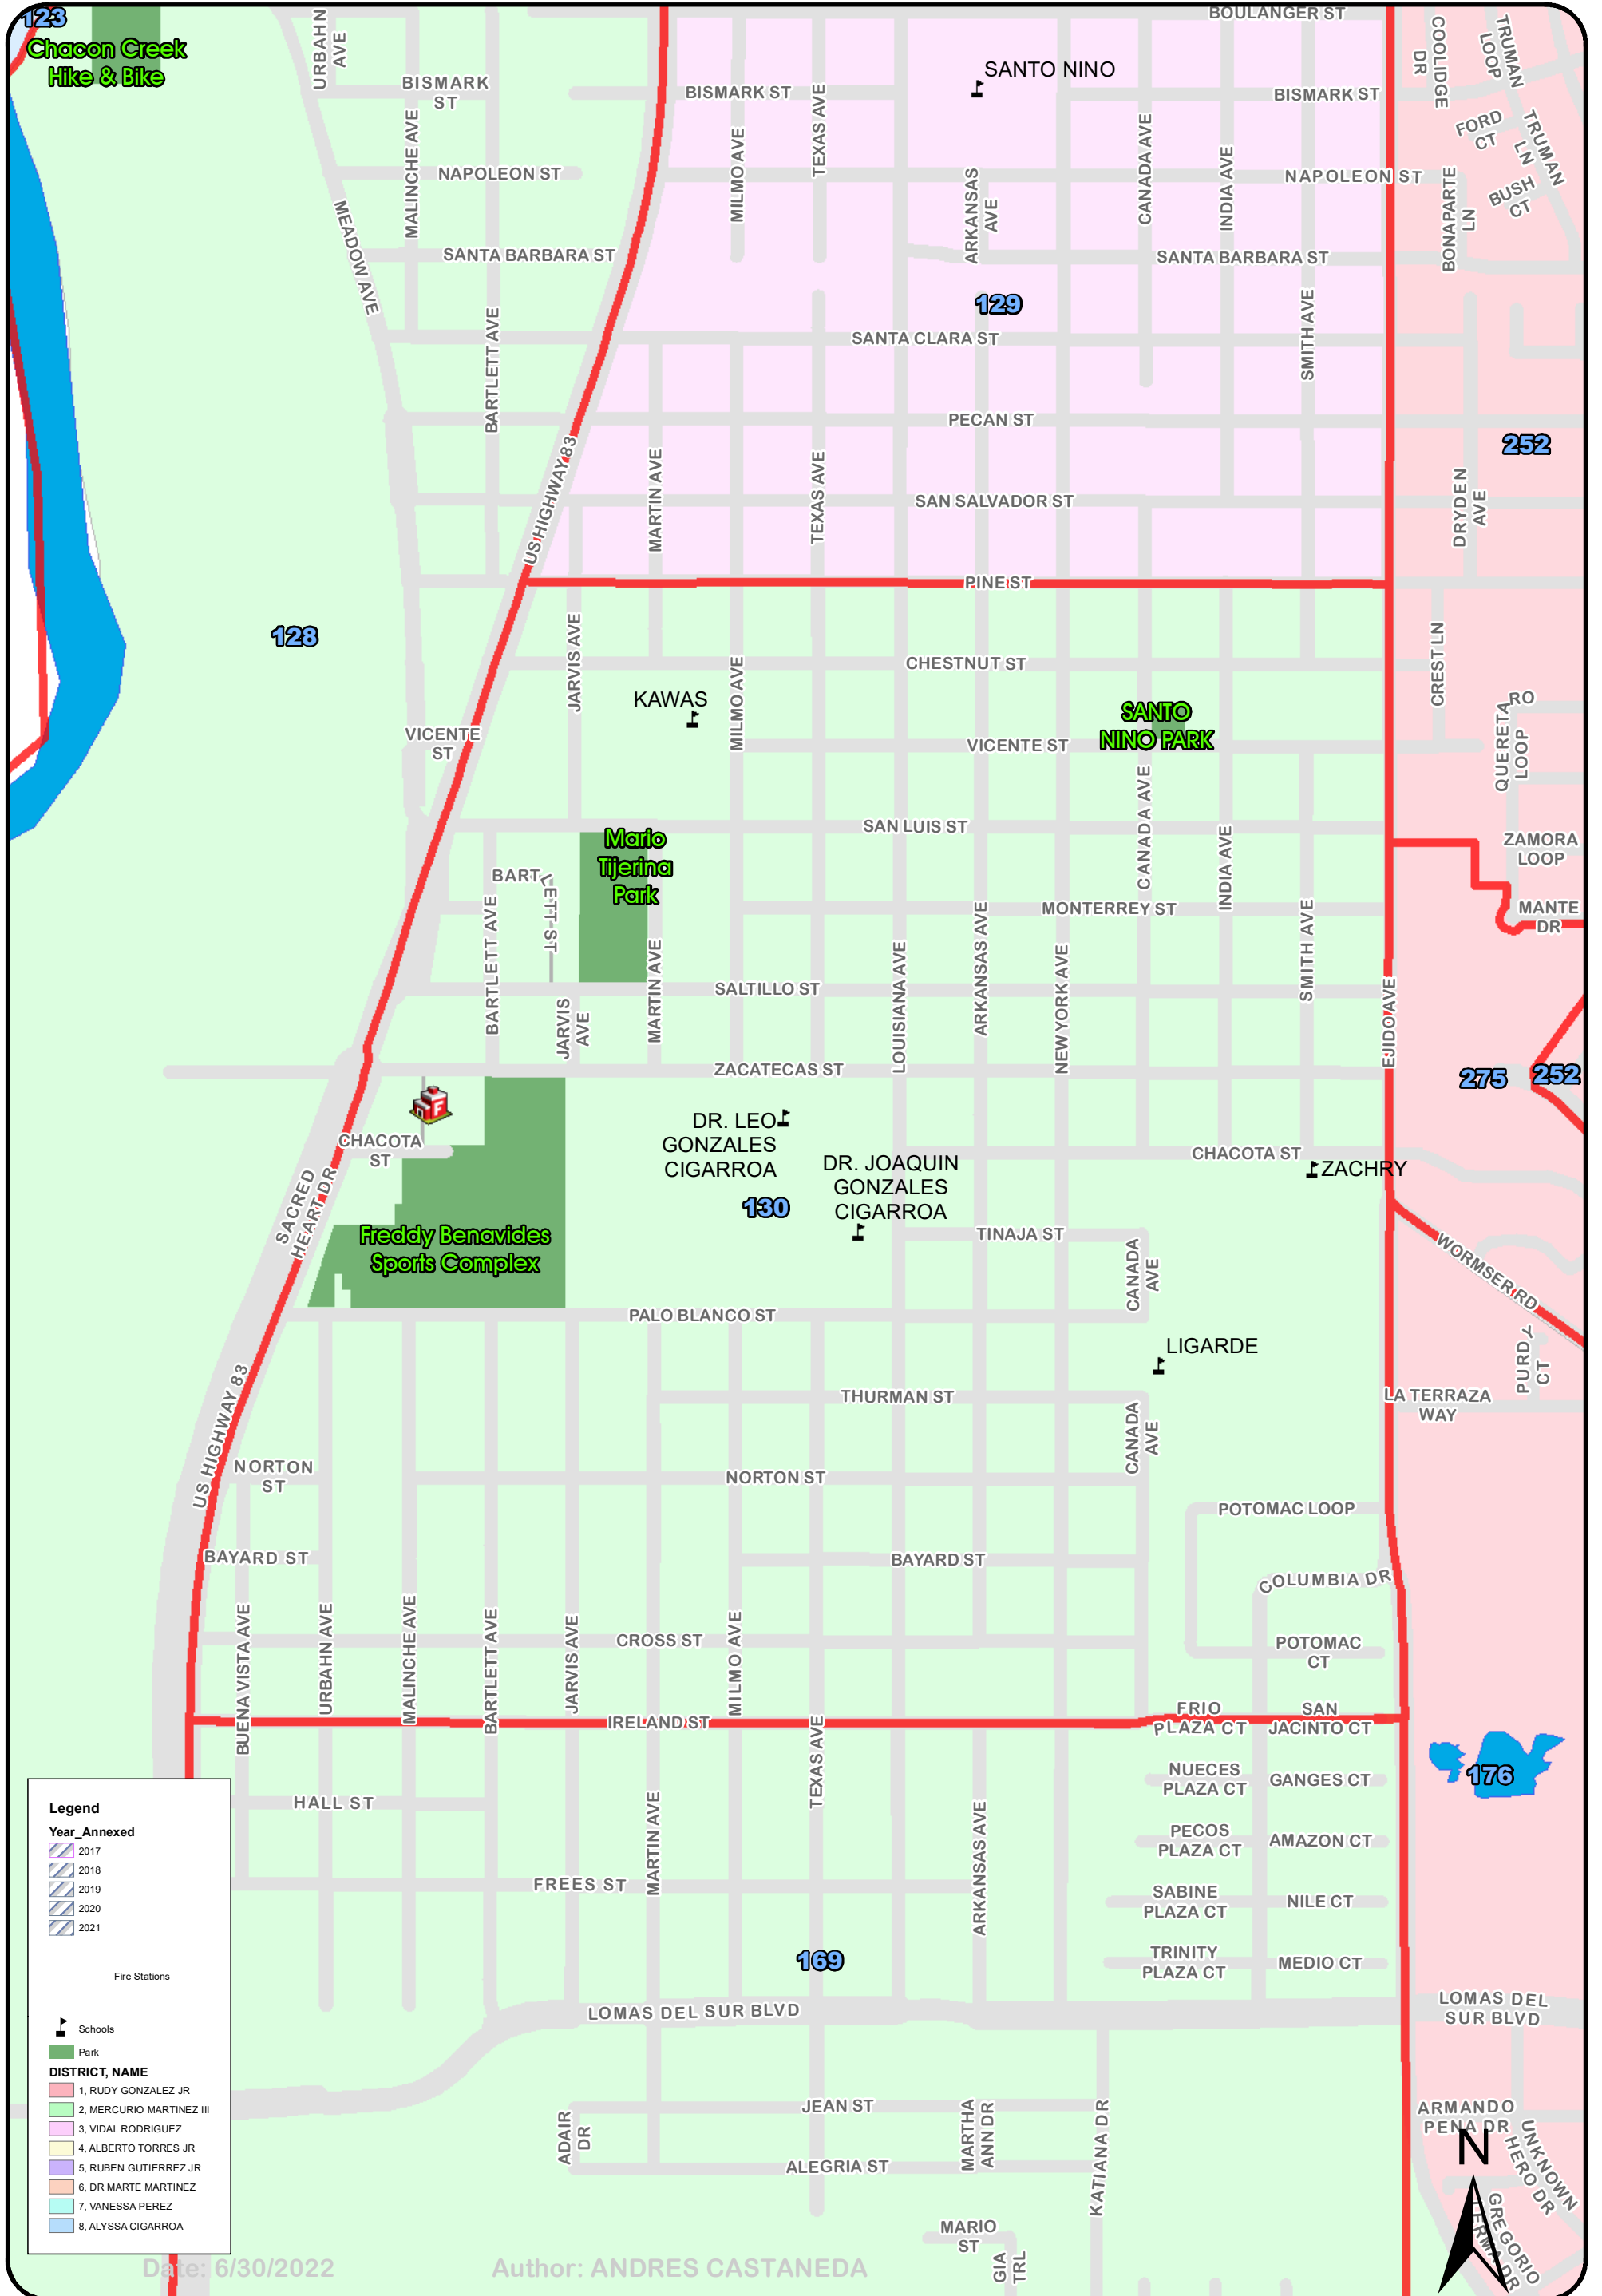 123
Chacon Creek
Hike & Bike
URBAHN
AVE
BOULANGER ST
COOLIDGE
DR
TRUMAN
LOOP
SANTO NINO
BISMARK
ST
BISMARK ST
BISMARK ST
FORD
CT
TRUMAN
LN
BUSH
CT
MALINCHE AVE
MILMO AVE
TEXAS AVE
CANADA AVE
INDIA AVE
ARKANSAS
AVE
NAPOLEON ST
NAPOLEON ST
BONAPARTE
LN
MEADOW AVE
SANTA BARBARA ST
SANTA BARBARA ST
129
SMITH AVE
BARTLETT AVE
SANTA CLARA ST
PECAN ST
252
US HIGHWAY 83
MARTIN AVE
TEXAS AVE
SAN SALVADOR ST
DRYDEN
AVE
PINE ST
128
JARVIS AVE
CHESTNUT ST
CREST LN
MILMO AVE
KAWAS
SANTO
NINO PARK
QUERETA
RO
LOOP
VICENTE
ST
VICENTE ST
CANADA AVE
SAN LUIS ST
INDIA AVE
Mario
Tijerina
Park
ZAMORA
LOOP
BARTLETT ST
BARTLETT AVE
MONTERREY ST
MANTE
DR
MARTIN AVE
LOUISIANA AVE
ARKANSAS AVE
NEW YORK AVE
SMITH AVE
EJIDO AVE
SALTILLO ST
JARVIS
AVE
ZACATECAS ST
275
252
F
CHACOTA
ST
DR. LEO
GONZALES
CIGARROA
DR. JOAQUIN
GONZALES
CIGARROA
CHACOTA ST
ZACHRY
130
SACRED
HEART DR
Freddy Benavides
Sports Complex
TINAJA ST
CANADA
AVE
WORMSER RD
PALO BLANCO ST
LIGARDE
PURDY
CT
US HIGHWAY 83
THURMAN ST
LA TERRAZA
WAY
CANADA
AVE
NORTON
ST
NORTON ST
POTOMAC LOOP
BAYARD ST
BAYARD ST
COLUMBIA DR
BUENA VISTA AVE
URBAHN AVE
MALINCHE AVE
BARTLETT AVE
JARVIS AVE
MILMO AVE
CROSS ST
POTOMAC
CT
IRELAND ST
FRIO
PLAZA CT
SAN
JACINTO CT
TEXAS AVE
NUECES
PLAZA CT
GANGES CT
176
HALL ST
MARTIN AVE
ARKANSAS AVE
PECOS
PLAZA CT
AMAZON CT
FREES ST
SABINE
PLAZA CT
NILE CT
169
TRINITY
PLAZA CT
MEDIO CT
LOMAS DEL SUR BLVD
LOMAS DEL
SUR BLVD
ADAIR
DR
JEAN ST
MARTHA
ANN DR
KATIANA DR
ALEGRIA ST
ARMANDO
PENA DR
UNKNOWN
HERO DR
N
GREGORIO
LERMA DR
MARIO
ST
GIA
TRL
Legend
Year_Annexed
2017
2018
2019
2020
2021
Fire Stations
Schools
Park
DISTRICT, NAME
1, RUDY GONZALEZ JR
2, MERCURIO MARTINEZ III
3, VIDAL RODRIGUEZ
4, ALBERTO TORRES JR
5, RUBEN GUTIERREZ JR
6, DR MARTE MARTINEZ
7, VANESSA PEREZ
8, ALYSSA CIGARROA
Date: 6/30/2022
Author: ANDRES CASTANEDA